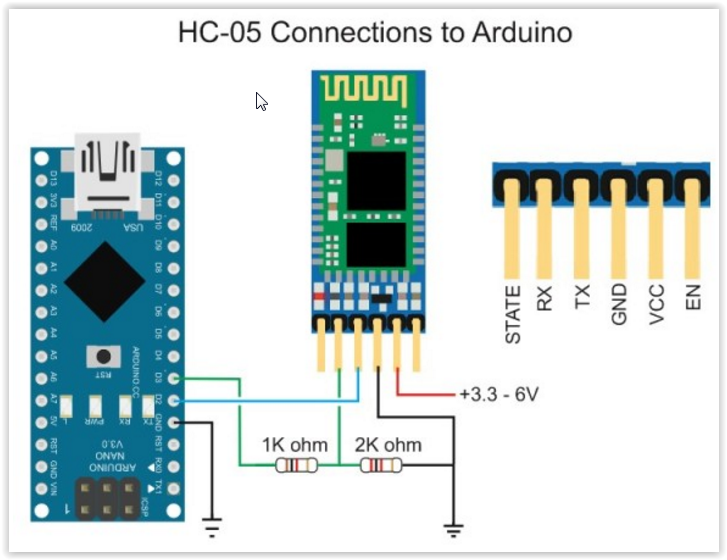 HC-05 Connections to Arduino
D13
3V3
REF
A0
A1
A2
A3
A4
A5
A6
A7
5V
RST
GND
VIN
D12
D11
D10
D9
D8
D7
D6
D5
D4
D3
D2
GND
RST
RX0
TX1
2009
USA
RST
ARDUINO.CC
L
PWR
RX
TX
ARDUINO
NANO
V3.0
ICSP
1
STATE
RX
TX
GND
VCC
EN
+3.3 - 6V
1K ohm
2K ohm